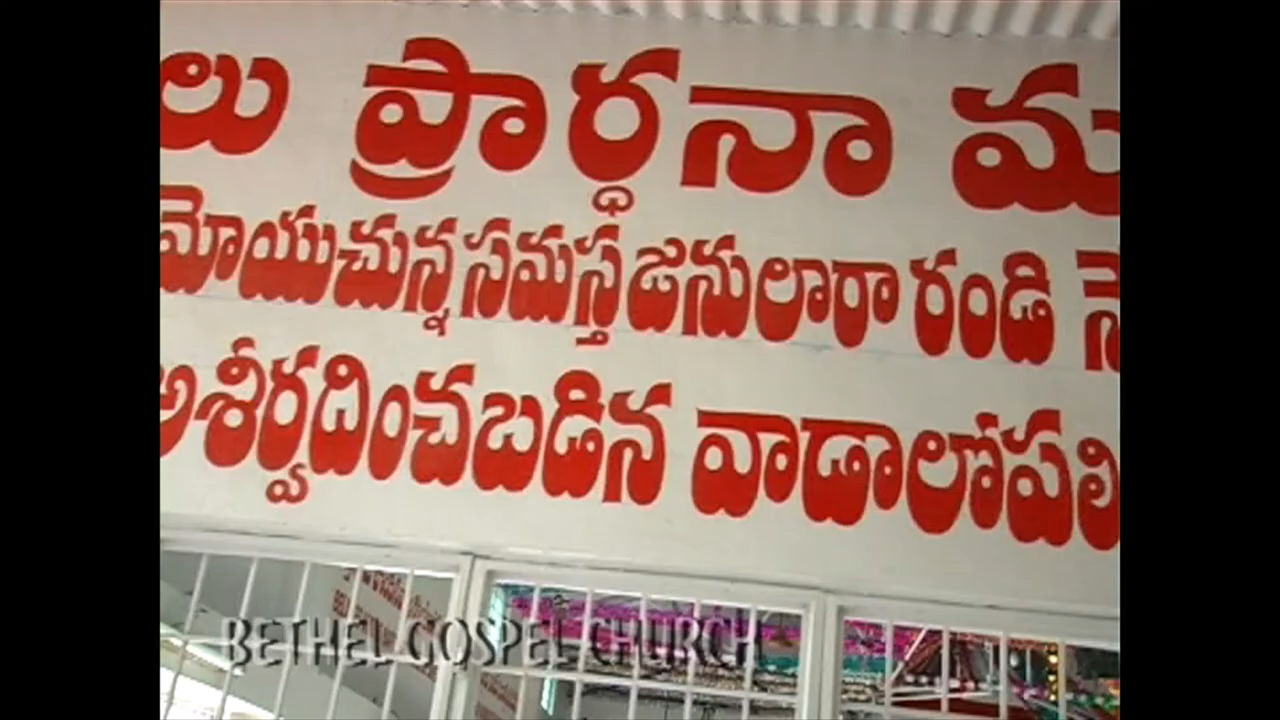 లు ప్రార్ధనా మ
మోయుచున్న సమస్త జనులారా రండి నే
ఆశీర్వదించబడిన వాడాలోపలి
BETHEL GOSPEL CHURCH